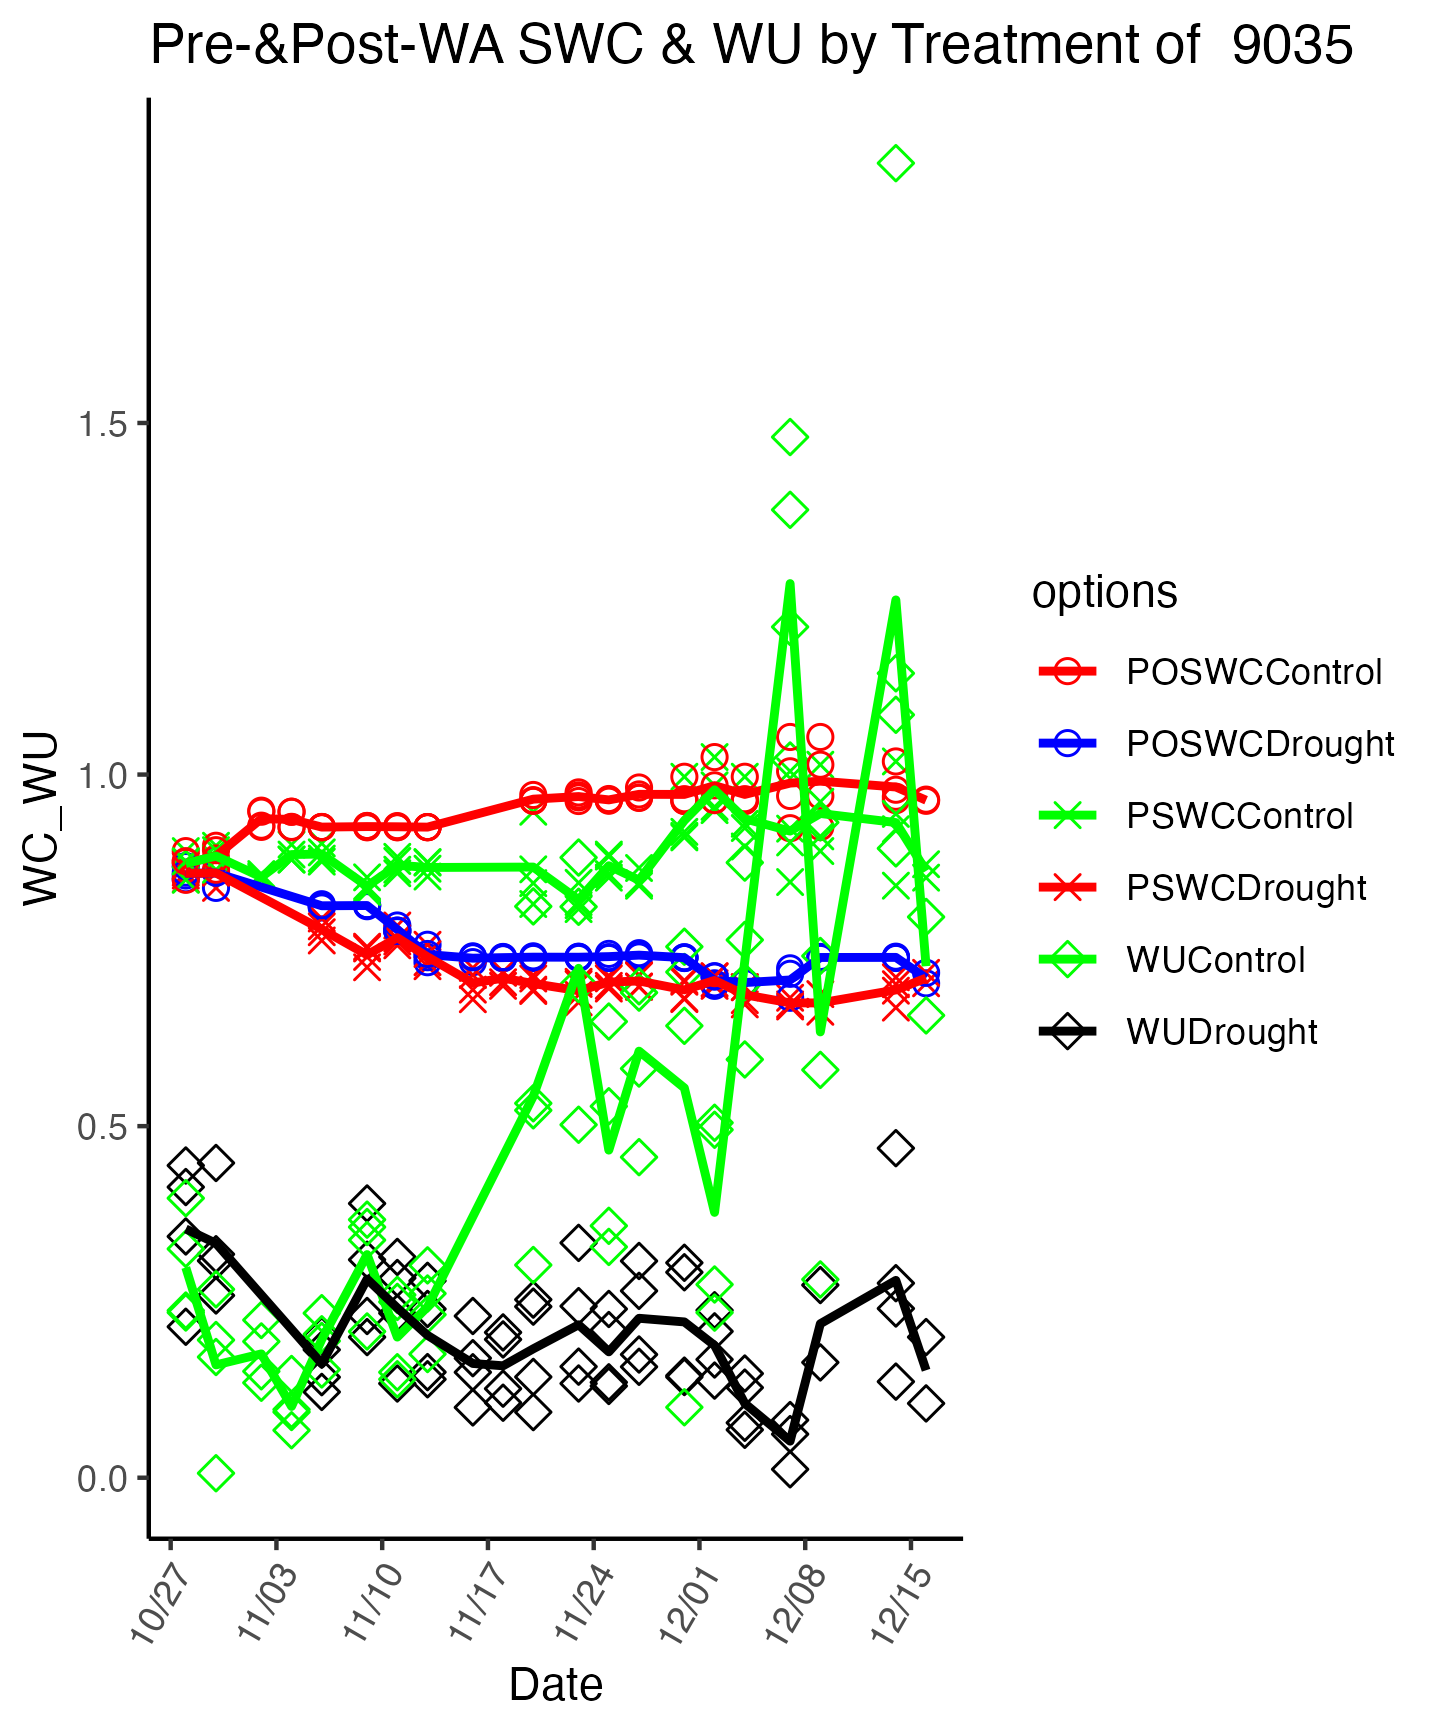 Pre-&Post-WA SWC & WU by Treatment of  9035
WC_WU
1.5
1.0
0.5
0.0
10/27
11/03
11/10
11/17
11/24
12/01
12/08
12/15
Date
options
POSWCControl
POSWCDrought
PSWCControl
PSWCDrought
WUControl
WUDrought